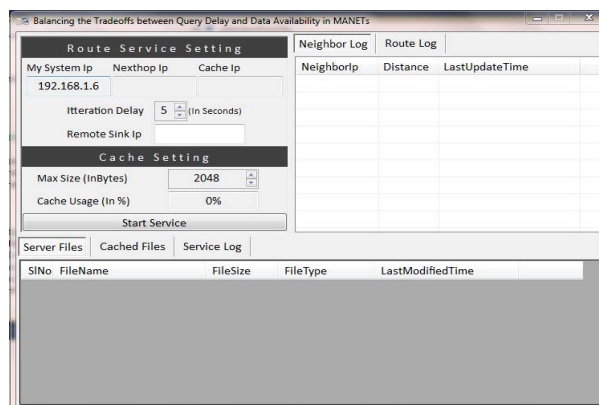 Balancing the Tradeoffs between Query Delay and Data Availability in MANETs
Route Service Setting
My System Ip Nexthop Ip Cache Ip
192.168.1.6
Itteration Delay 5 (In Seconds)
Remote Sink Ip
Cache Setting
Max Size (InBytes) 2048
Cache Usage (In %) 0%
Start Service
Neighbor Log Route Log
NeighborIp Distance LastUpdateTime
Server Files Cached Files Service Log
SlNo FileName FileSize FileType LastModifiedTime